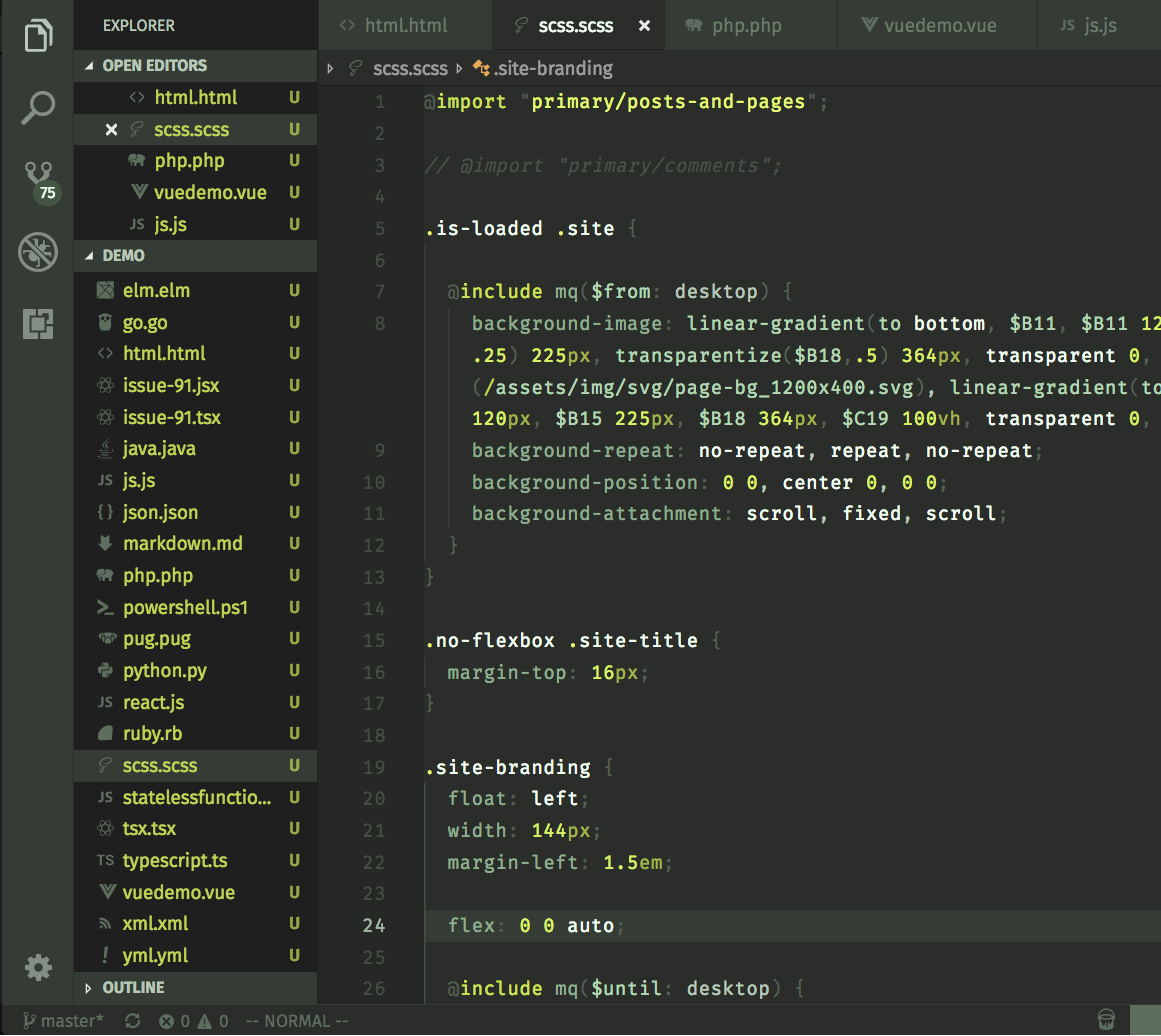 EXPLORER
OPEN EDITORS
<> html.html U
× scss.scss U
php.php U
vuedemo.vue U
JS js.js U
DEMO
elm.elm U
go.go U
<> html.html U
issue-91.jsx U
issue-91.tsx U
java.java U
JS js.js U
{} json.json U
markdown.md U
php.php U
powershell.ps1 U
pug.pug U
python.py U
JS react.js U
ruby.rb U
scss.scss U
JS statelessfunctio... U
tsx.tsx U
TS typescript.ts U
vuedemo.vue U
xml.xml U
! yml.yml U
OUTLINE
75
<> html.html scss.scss × php.php vuedemo.vue JS js.js
scss.scss .site-branding
1 @import "primary/posts-and-pages";
2
3 // @import "primary/comments";
4
5 .is-loaded .site {
6
7 @include mq($from: desktop) {
8 background-image: linear-gradient(to bottom, $B11, $B11 12
.25) 225px, transparentize($B18,.5) 364px, transparent 0,
(/assets/img/svg/page-bg_1200x400.svg), linear-gradient(to
120px, $B15 225px, $B18 364px, $C19 100vh, transparent 0,
9 background-repeat: no-repeat, repeat, no-repeat;
10 background-position: 0 0, center 0, 0 0;
11 background-attachment: scroll, fixed, scroll;
12 }
13 }
14
15 .no-flexbox .site-title {
16 margin-top: 16px;
17 }
18
19 .site-branding {
20 float: left;
21 width: 144px;
22 margin-left: 1.5em;
23
24 flex: 0 0 auto;
25
26 @include mq($until: desktop) {
master* 0 0 -- NORMAL --